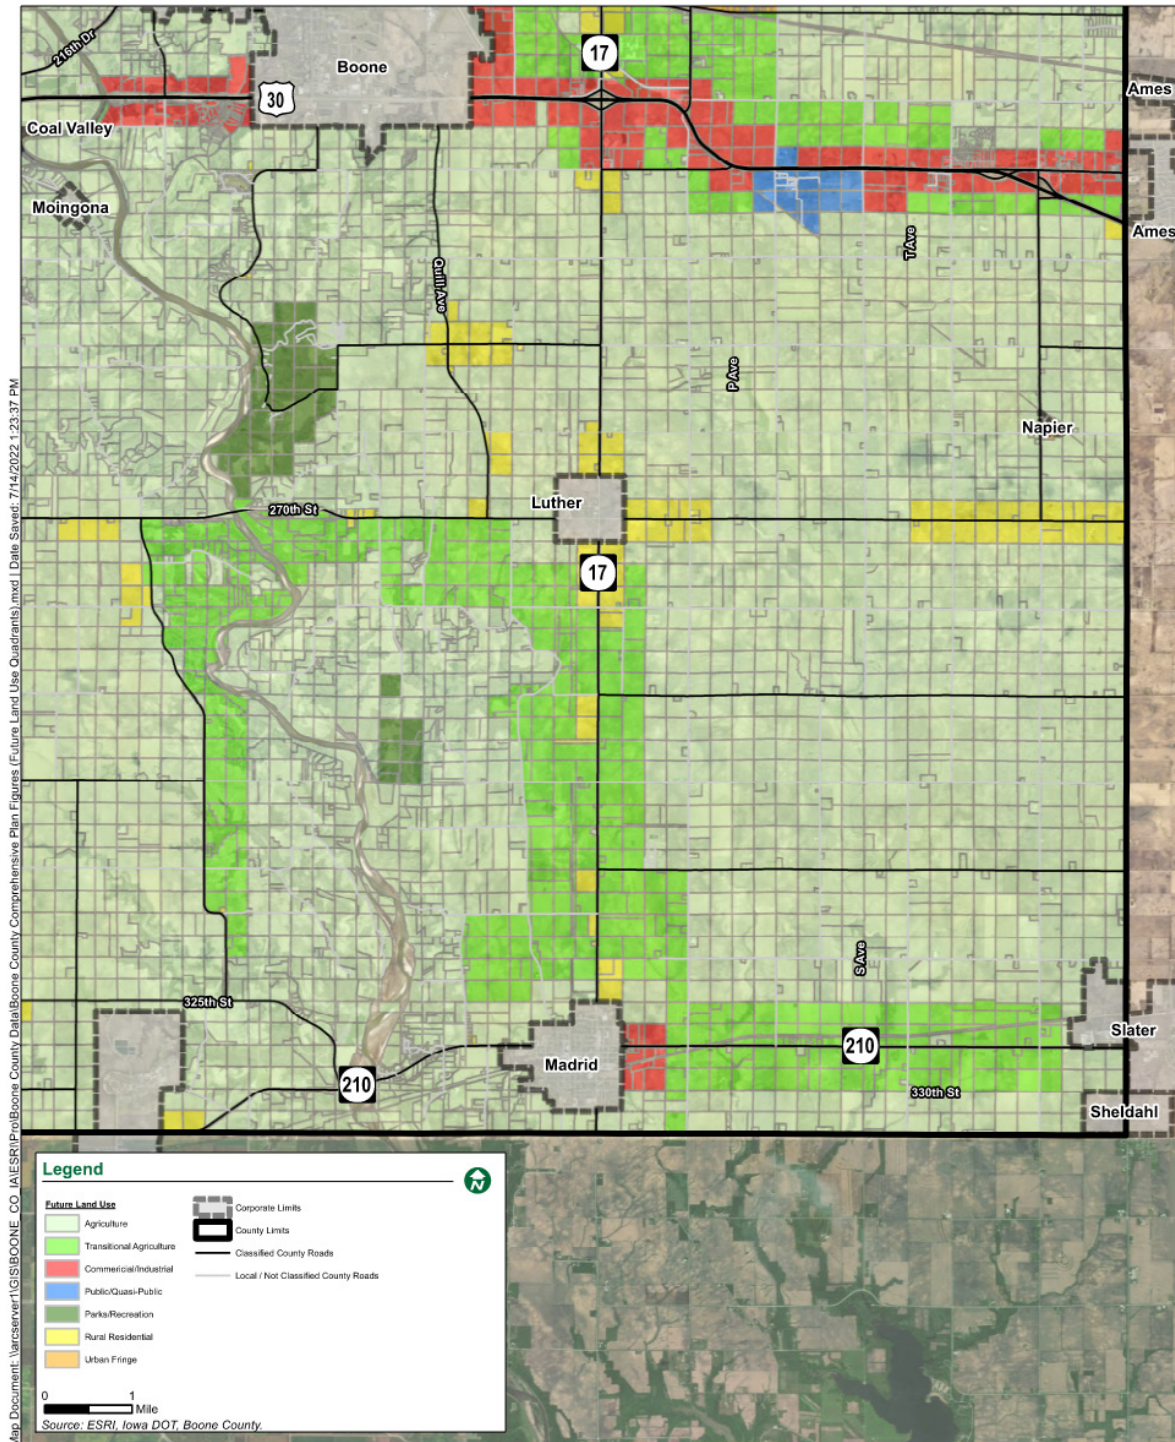 216th Dr
Boone
17
30
Ames
Coal Valley
Moingona
Ames
T Ave
Quill Ave
P Ave
Napier
Luther
270th St
17
S Ave
325th St
Slater
Madrid
210
210
330th St
Sheldahl
Map Document: \\arcserver1\GIS\BOONE_CO_IA\ESRI\Pro\Boone County Data\Boone County Comprehensive Plan Figures (Future Land Use Quadrants).mxd | Date Saved: 7/14/2022 1:23:37 PM
Legend
N
Future Land Use
Agriculture
Transitional Agriculture
Commericial/Industrial
Public/Quasi-Public
Parks/Recreation
Rural Residential
Urban Fringe
Corporate Limits
County Limits
Classified County Roads
Local / Not Classified County Roads
0 1
Mile
Source: ESRI, Iowa DOT, Boone County.